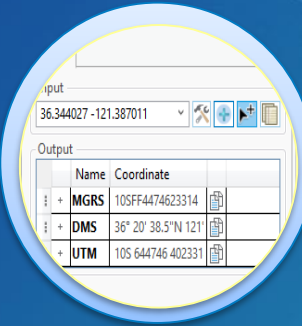 Input
36.344027 -121.387011
Output
Name Coordinate
+ MGRS 10SFF4474623314
+ DMS 36° 20' 38.5"N 121°
+ UTM 10S 644746 402331